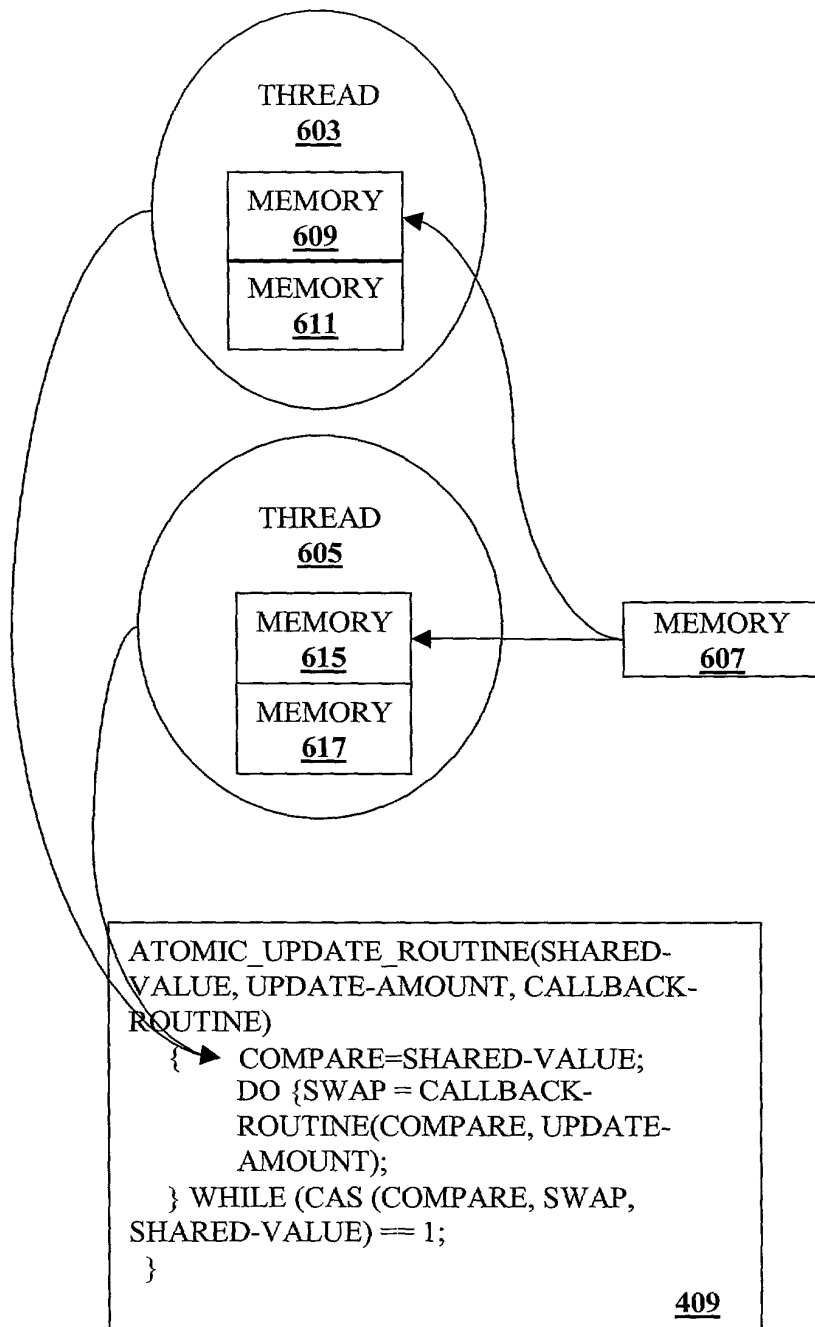 THREAD
603
MEMORY
609
MEMORY
611
THREAD
605
MEMORY
615
MEMORY
617
MEMORY
607
ATOMIC_UPDATE_ROUTINE(SHARED-
VALUE, UPDATE-AMOUNT, CALLBACK-
ROUTINE)
{ COMPARE=SHARED-VALUE;
DO {SWAP = CALLBACK-
ROUTINE(COMPARE, UPDATE-
AMOUNT);
} WHILE (CAS (COMPARE, SWAP,
SHARED-VALUE) == 1;
}
409